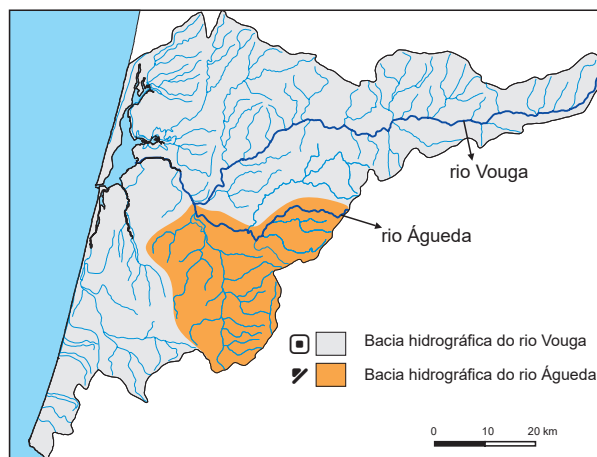 rio Vouga
rio Águeda
Bacia hidrográfica do rio Vouga
Bacia hidrográfica do rio Águeda
0 10 20 km